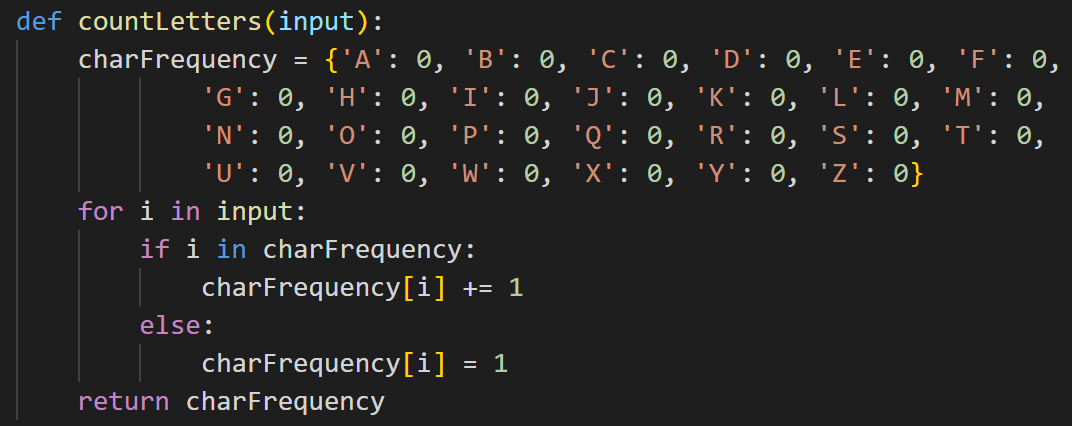 def countLetters(input):
    charFrequency = {'A': 0, 'B': 0, 'C': 0, 'D': 0, 'E': 0, 'F': 0,
            'G': 0, 'H': 0, 'I': 0, 'J': 0, 'K': 0, 'L': 0, 'M': 0,
            'N': 0, 'O': 0, 'P': 0, 'Q': 0, 'R': 0, 'S': 0, 'T': 0,
            'U': 0, 'V': 0, 'W': 0, 'X': 0, 'Y': 0, 'Z': 0}
    for i in input:
        if i in charFrequency:
            charFrequency[i] += 1
        else:
            charFrequency[i] = 1
    return charFrequency